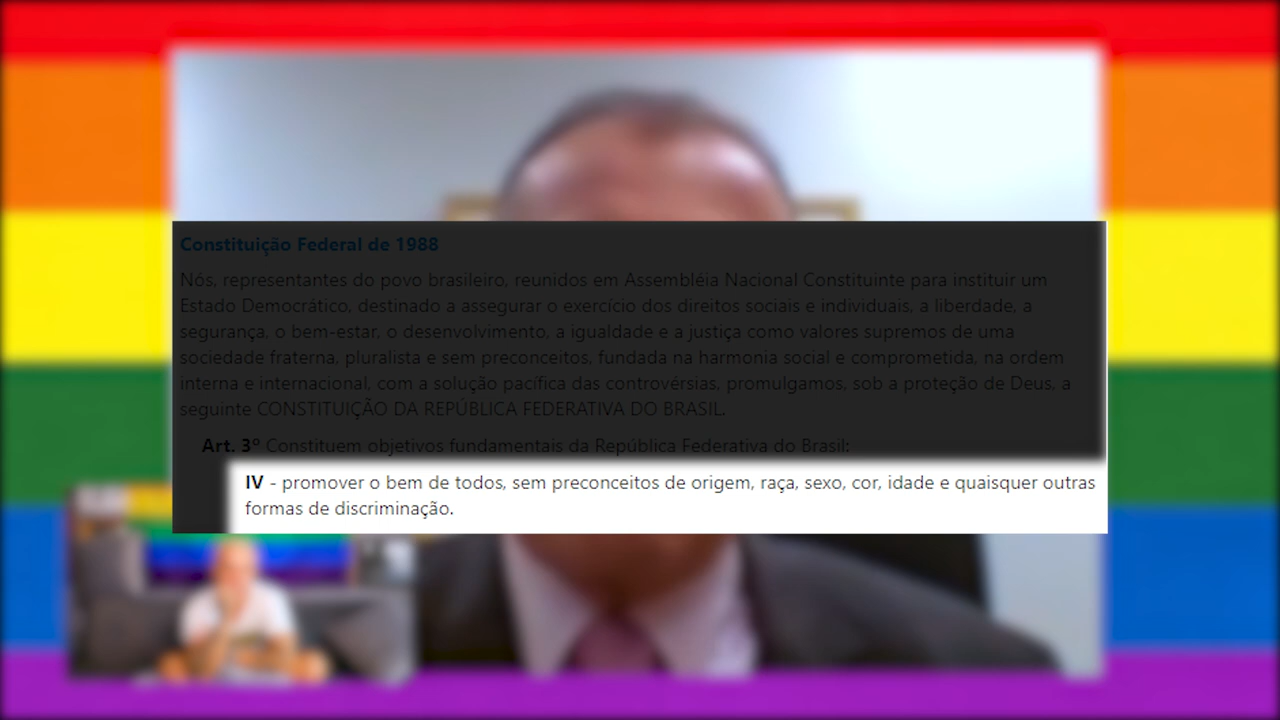 Constituição Federal de 1988
Nós, representantes do povo brasileiro, reunidos em Assembléia Nacional Constituinte para instituir um
Estado Democrático, destinado a assegurar o exercício dos direitos sociais e individuais, a liberdade, a
segurança, o bem-estar, o desenvolvimento, a igualdade e a justiça como valores supremos de uma
sociedade fraterna, pluralista e sem preconceitos, fundada na harmonia social e comprometida, na ordem
interna e internacional, com a solução pacífica das controvérsias, promulgamos, sob a proteção de Deus, a
seguinte CONSTITUIÇÃO DA REPÚBLICA FEDERATIVA DO BRASIL.
Art. 3º Constituem objetivos fundamentais da República Federativa do Brasil:
IV - promover o bem de todos, sem preconceitos de origem, raça, sexo, cor, idade e quaisquer outras
formas de discriminação.